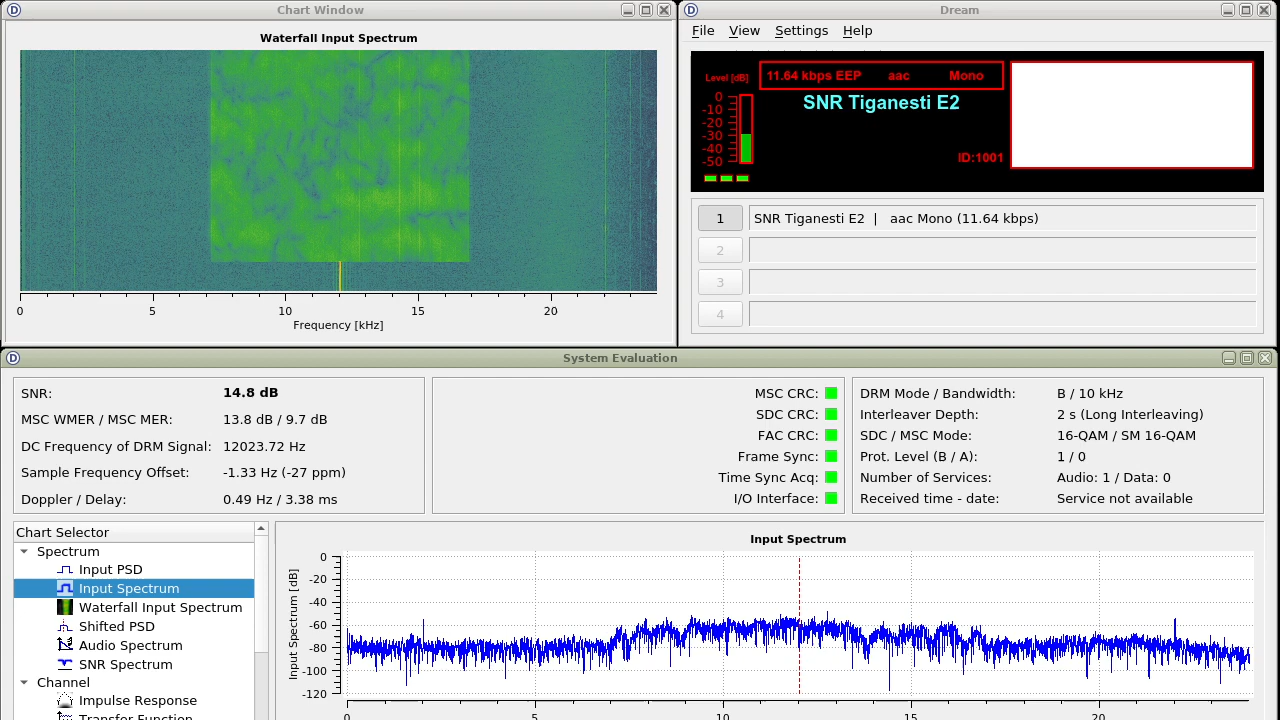 Chart Window
Waterfall Input Spectrum
0 5 10 15 20
Frequency [kHz]
Dream
File View Settings Help
Level [dB]
11.64 kbps EEP aac Mono
0
-10
-20
-30
-40
-50
SNR Tiganesti E2
ID:1001
1 SNR Tiganesti E2 | aac Mono (11.64 kbps)
2
3
4
System Evaluation
SNR: 14.8 dB
MSC WMER / MSC MER: 13.8 dB / 9.7 dB
DC Frequency of DRM Signal: 12023.72 Hz
Sample Frequency Offset: -1.33 Hz (-27 ppm)
Doppler / Delay: 0.49 Hz / 3.38 ms
MSC CRC:
SDC CRC:
FAC CRC:
Frame Sync:
Time Sync Acq:
I/O Interface:
DRM Mode / Bandwidth: B / 10 kHz
Interleaver Depth: 2 s (Long Interleaving)
SDC / MSC Mode: 16-QAM / SM 16-QAM
Prot. Level (B / A): 1 / 0
Number of Services: Audio: 1 / Data: 0
Received time - date: Service not available
Chart Selector
Spectrum
Input PSD
Input Spectrum
Waterfall Input Spectrum
Shifted PSD
Audio Spectrum
SNR Spectrum
Channel
Impulse Response
Transfer Function
Input Spectrum
Input Spectrum [dB]
0
-20
-40
-60
-80
-100
-120
0 5 10 15 20